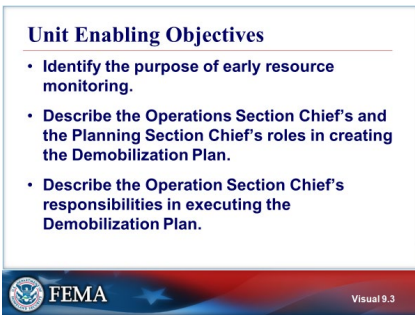 Unit Enabling Objectives
• Identify the purpose of early resource
monitoring.
• Describe the Operations Section Chief's and
the Planning Section Chief's roles in creating
the Demobilization Plan.
• Describe the Operation Section Chief's
responsibilities in executing the
Demobilization Plan.
FEMA
Visual 9.3